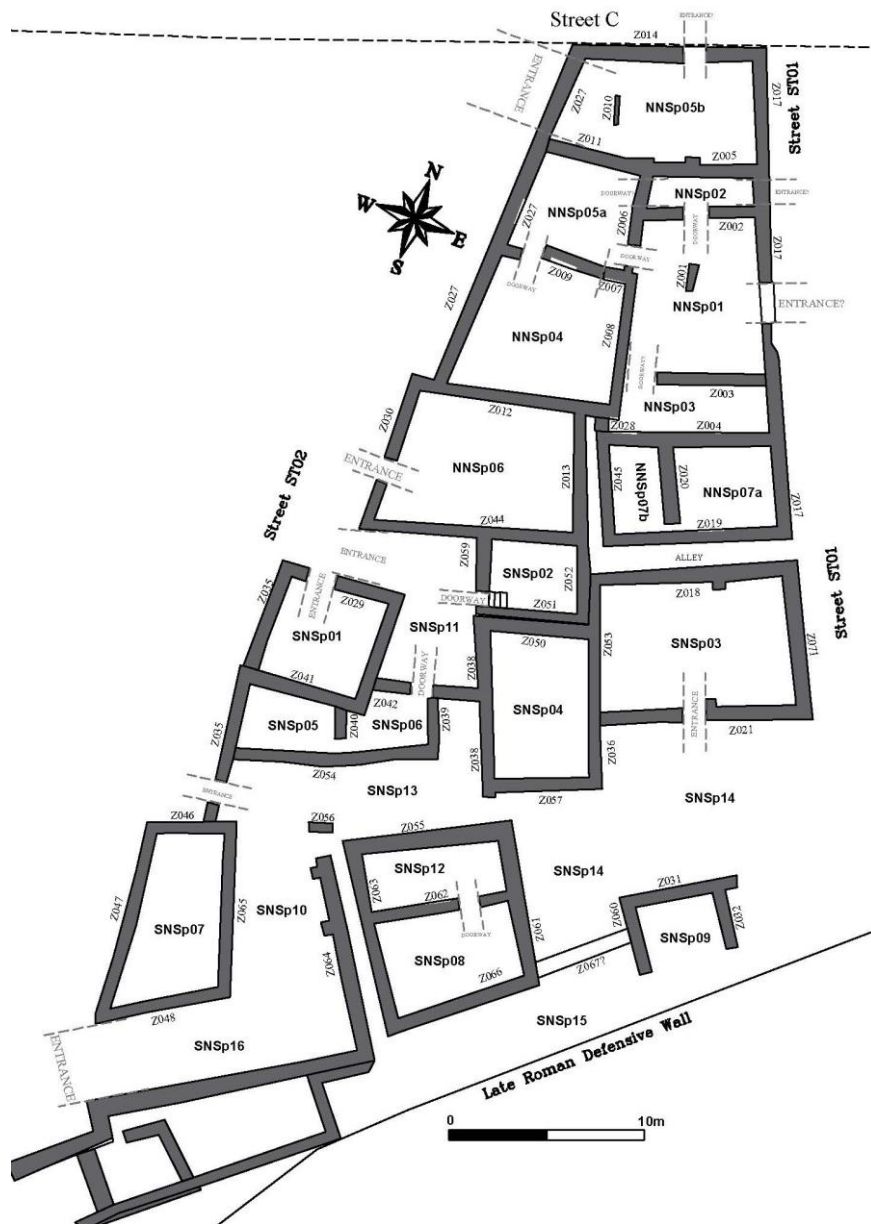 Street C
ENTRANCE?
Z014
ENTRANCE
Z027
Z010
NNSp05b
Z017
Street ST01
Z011
Z005
N
W
E
S
DOORWAY?
NNSp02
ENTRANCE?
NNSp05a
Z006
DOORWAY
Z002
Z027
Z017
DOORWAY
Z009
Z007
DOORWAY
Z001
NNSp01
ENTRANCE?
Z027
NNSp04
Z008
DOORWAY?
Z003
NNSp03
Z030
Z012
Z028
Z004
Street ST02
ENTRANCE
NNSp06
Z013
Z045
NNSp07b
Z020
NNSp07a
Z017
Z044
Z019
ENTRANCE
Z059
ALLEY
SNSp02
Z052
Z035
ENTRANCE
Z029
DOORWAY
Z051
Z018
Street ST01
SNSp01
SNSp11
Z050
Z053
SNSp03
Z071
Z041
DOORWAY
Z038
Z042
SNSp04
ENTRANCE
SNSp05
Z040
SNSp06
Z039
Z035
Z036
Z021
Z054
Z038
ENTRANCE
SNSp13
Z057
SNSp14
Z046
Z056
Z055
SNSp12
SNSp14
Z031
Z047
Z065
SNSp10
Z063
Z062
Z060
Z032
SNSp07
DOORWAY
Z061
SNSp09
Z064
SNSp08
Z066
Z067?
Z048
SNSp15
ENTRANCE?
SNSp16
Late Roman Defensive Wall
0
10m